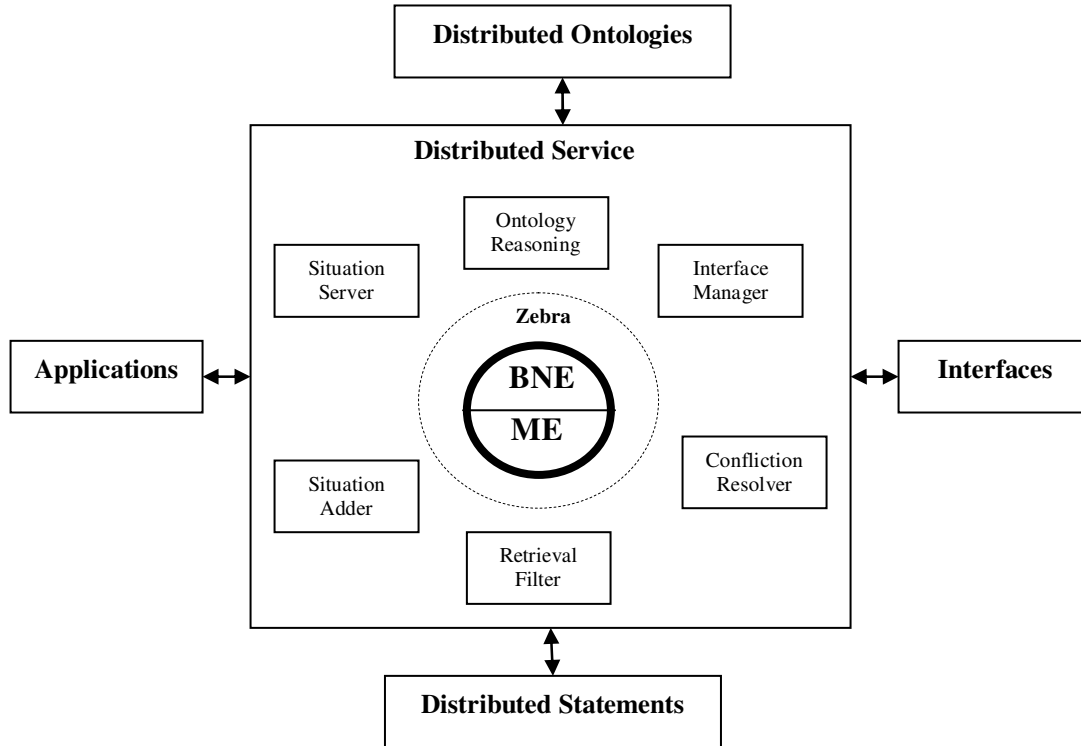 Distributed Ontologies
Distributed Service
Ontology
Reasoning
Situation
Server
Interface
Manager
Zebra
Applications
BNE
ME
Interfaces
Situation
Adder
Confliction
Resolver
Retrieval
Filter
Distributed Statements